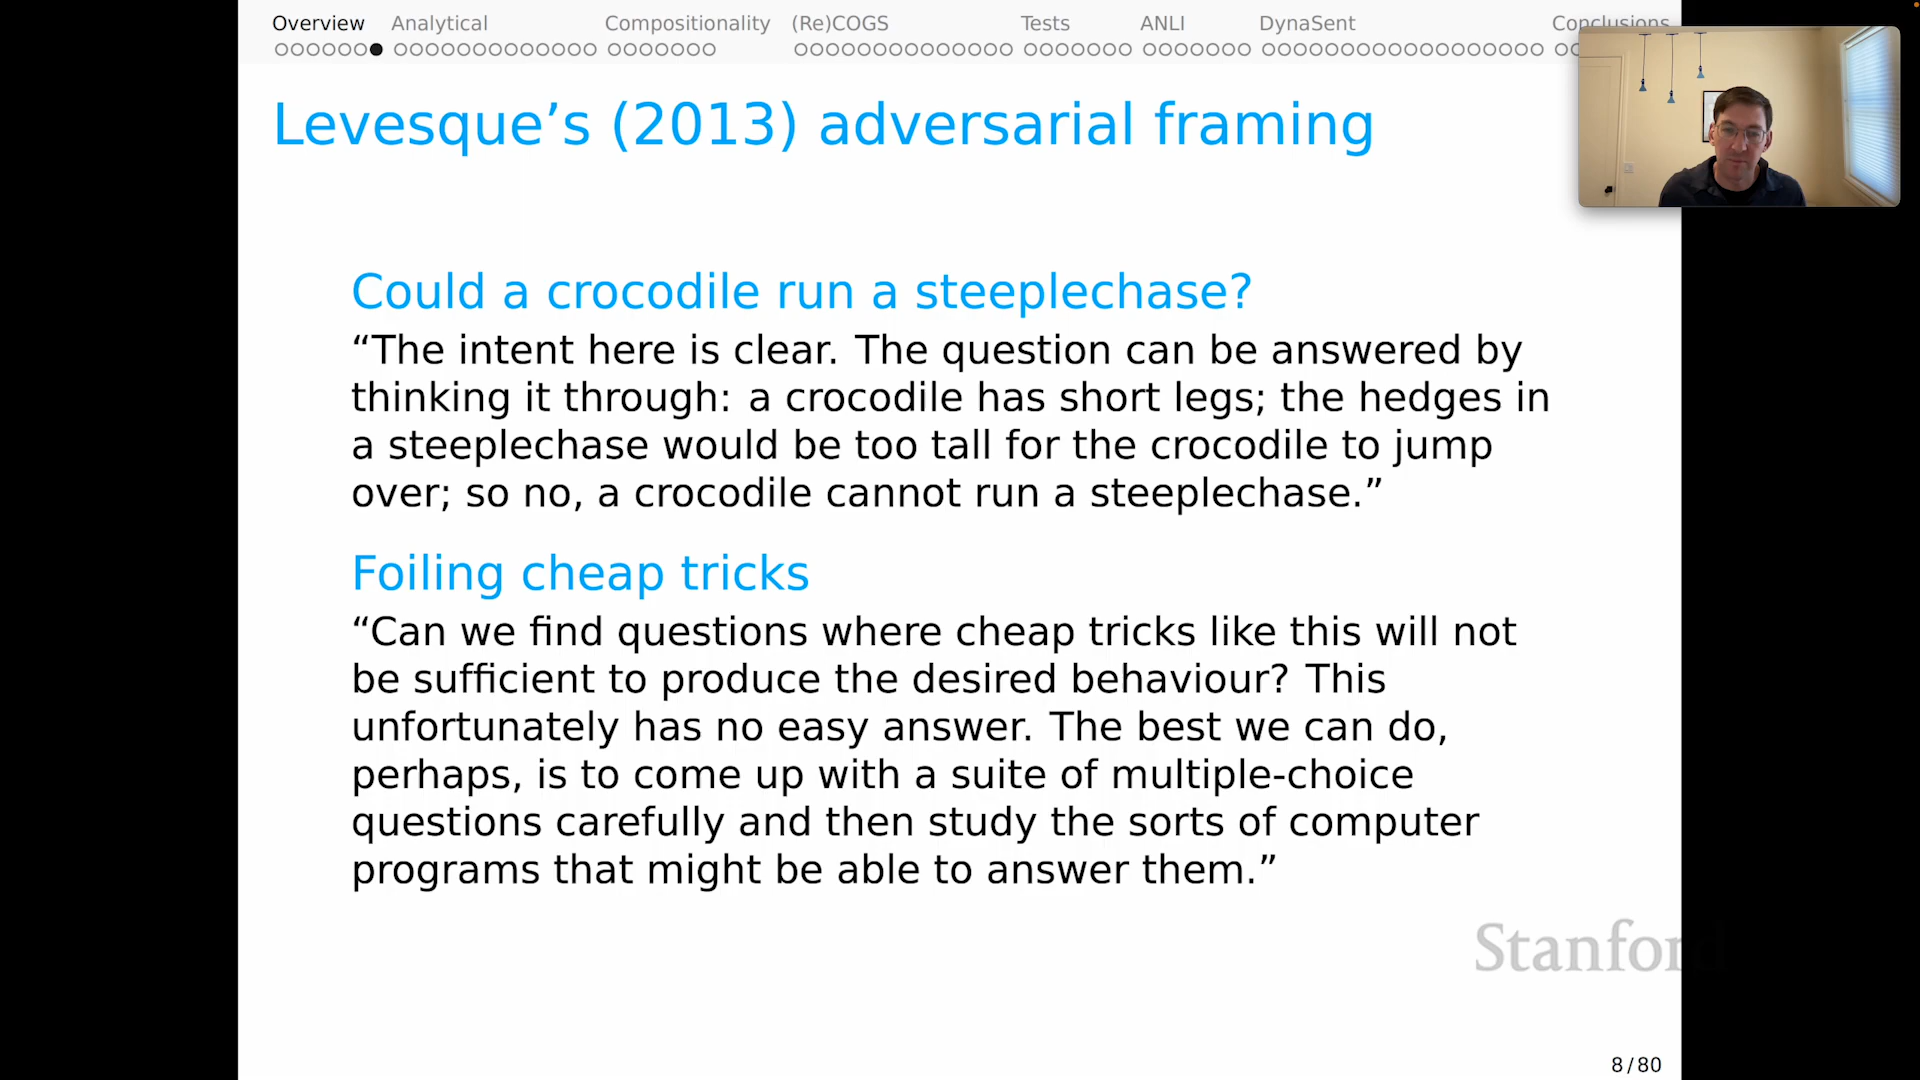 Overview Analytical Compositionality (Re)COGS Tests ANLI DynaSent Conclusions
Levesque’s (2013) adversarial framing
Could a crocodile run a steeplechase?
“The intent here is clear. The question can be answered by
thinking it through: a crocodile has short legs; the hedges in
a steeplechase would be too tall for the crocodile to jump
over; so no, a crocodile cannot run a steeplechase.”
Foiling cheap tricks
“Can we find questions where cheap tricks like this will not
be sufficient to produce the desired behaviour? This
unfortunately has no easy answer. The best we can do,
perhaps, is to come up with a suite of multiple-choice
questions carefully and then study the sorts of computer
programs that might be able to answer them.”
Stanford
8 / 80